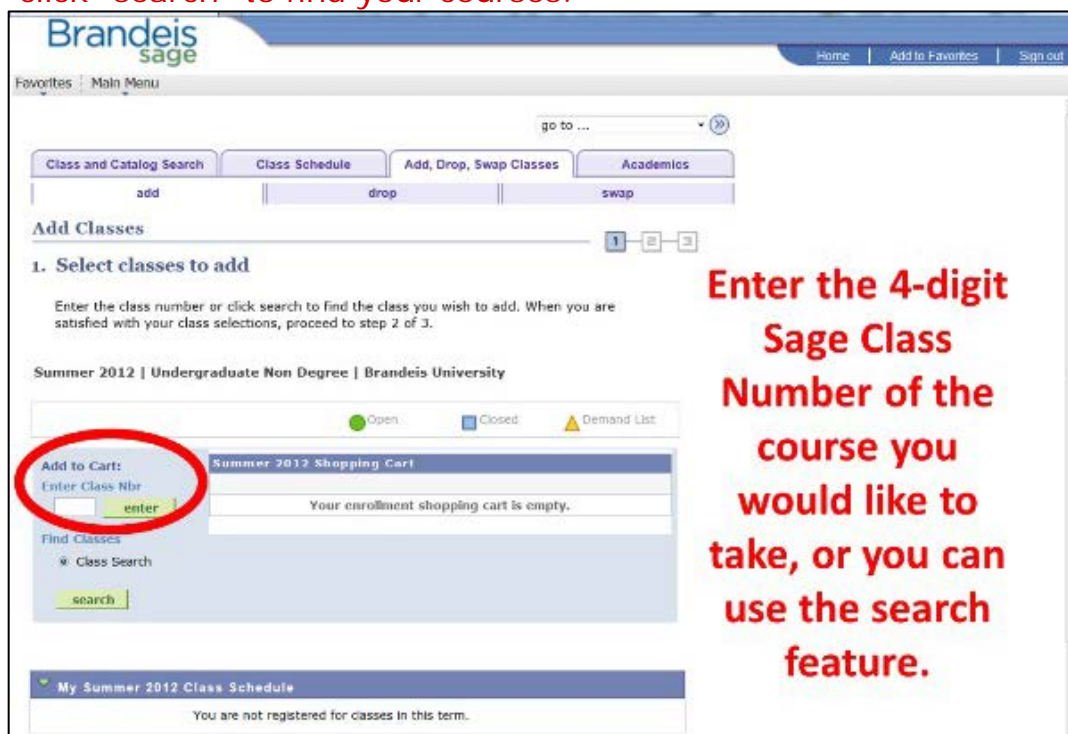 click "search" to find your courses.
Brandeis
sage
Home | Add to Favorites | Sign out
Favorites | Main Menu
go to ...
Class and Catalog Search
Class Schedule
Add, Drop, Swap Classes
Academics
add
drop
swap
Add Classes
1 2 3
1. Select classes to add
Enter the class number or click search to find the class you wish to add. When you are
satisfied with your class selections, proceed to step 2 of 3.
Summer 2012 | Undergraduate Non Degree | Brandeis University
Open
Closed
Demand List
Add to Cart:
Summer 2012 Shopping Cart
Enter Class Nbr
enter
Your enrollment shopping cart is empty.
Find Classes
Class Search
search
My Summer 2012 Class Schedule
You are not registered for classes in this term.
Enter the 4-digit
Sage Class
Number of the
course you
would like to
take, or you can
use the search
feature.